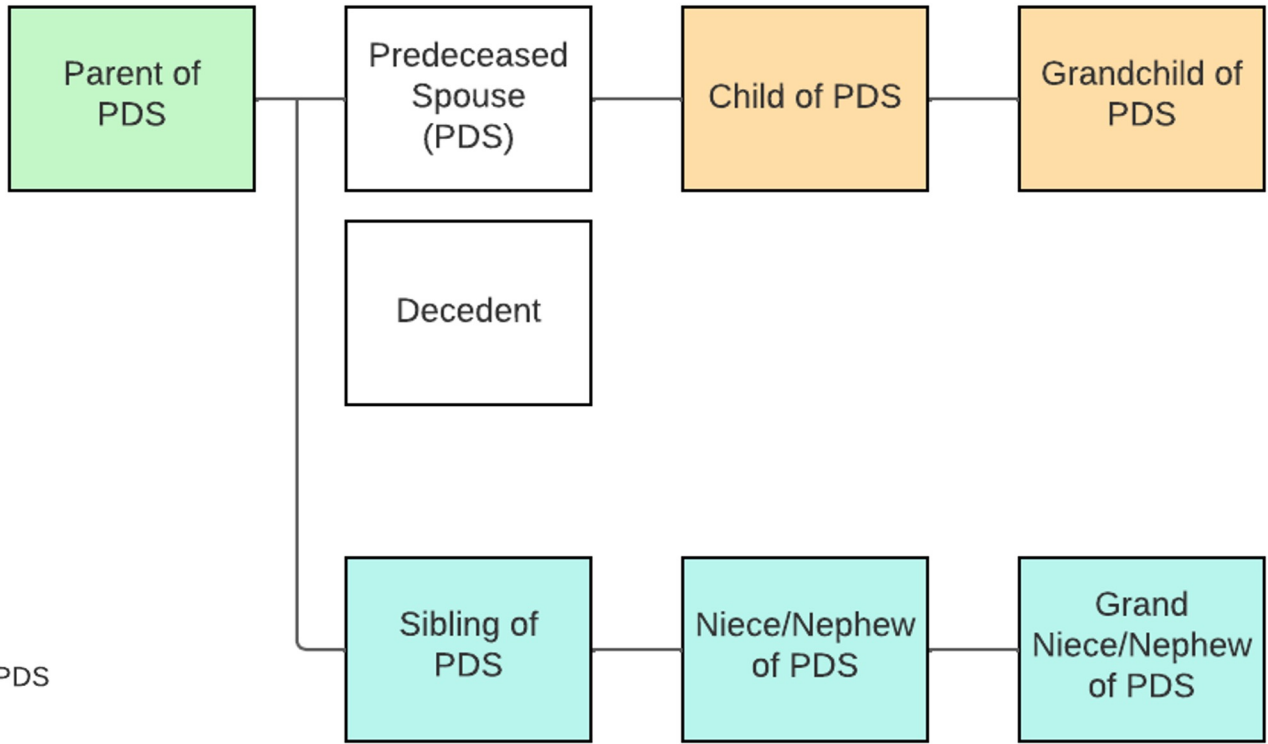 Parent of
PDS
Predeceased
Spouse
(PDS)
Child of PDS
Grandchild of
PDS
Decedent
Sibling of
PDS
Niece/Nephew
of PDS
Grand
Niece/Nephew
of PDS
PDS